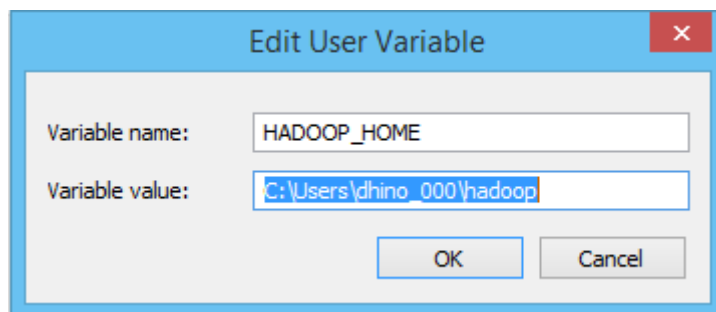 Edit User Variable
Variable name: HADOOP_HOME
Variable value: C:\Users\dhino_000\hadoop
OK Cancel